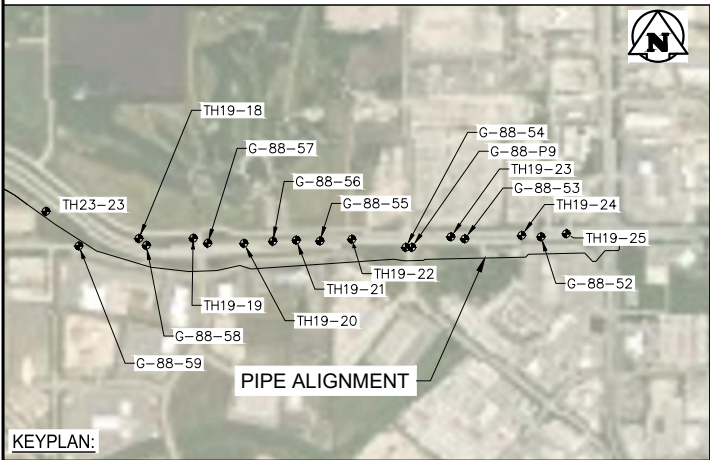 N
TH19-18
G-88-57
G-88-54
G-88-P9
G-88-56
TH19-23
G-88-55
G-88-53
TH19-24
TH23-23
TH19-22
TH19-25
TH19-21
G-88-52
TH19-19
TH19-20
G-88-58
G-88-59
PIPE ALIGNMENT
KEYPLAN: